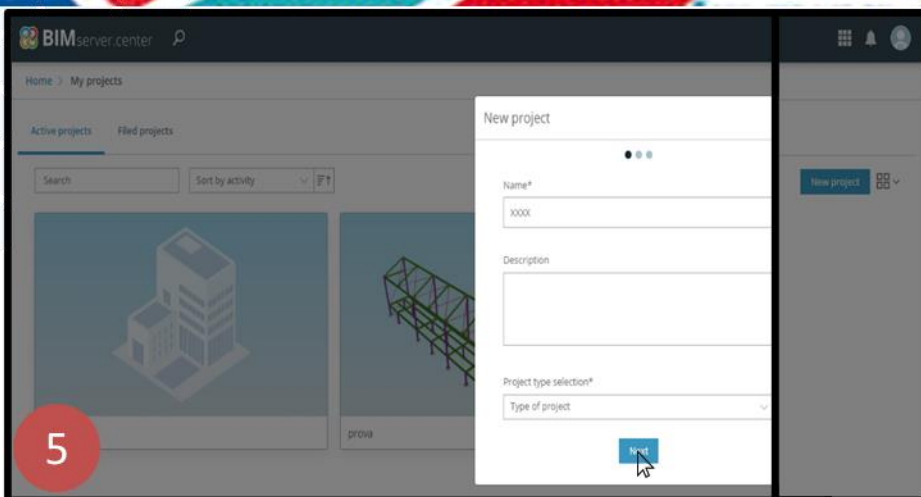 BIMserver.center
Home > My projects
Active projects Filed projects
Search Sort by activity
New project
New project
Name*
xxxx
Description
Project type selection*
Type of project
Next
prova
5